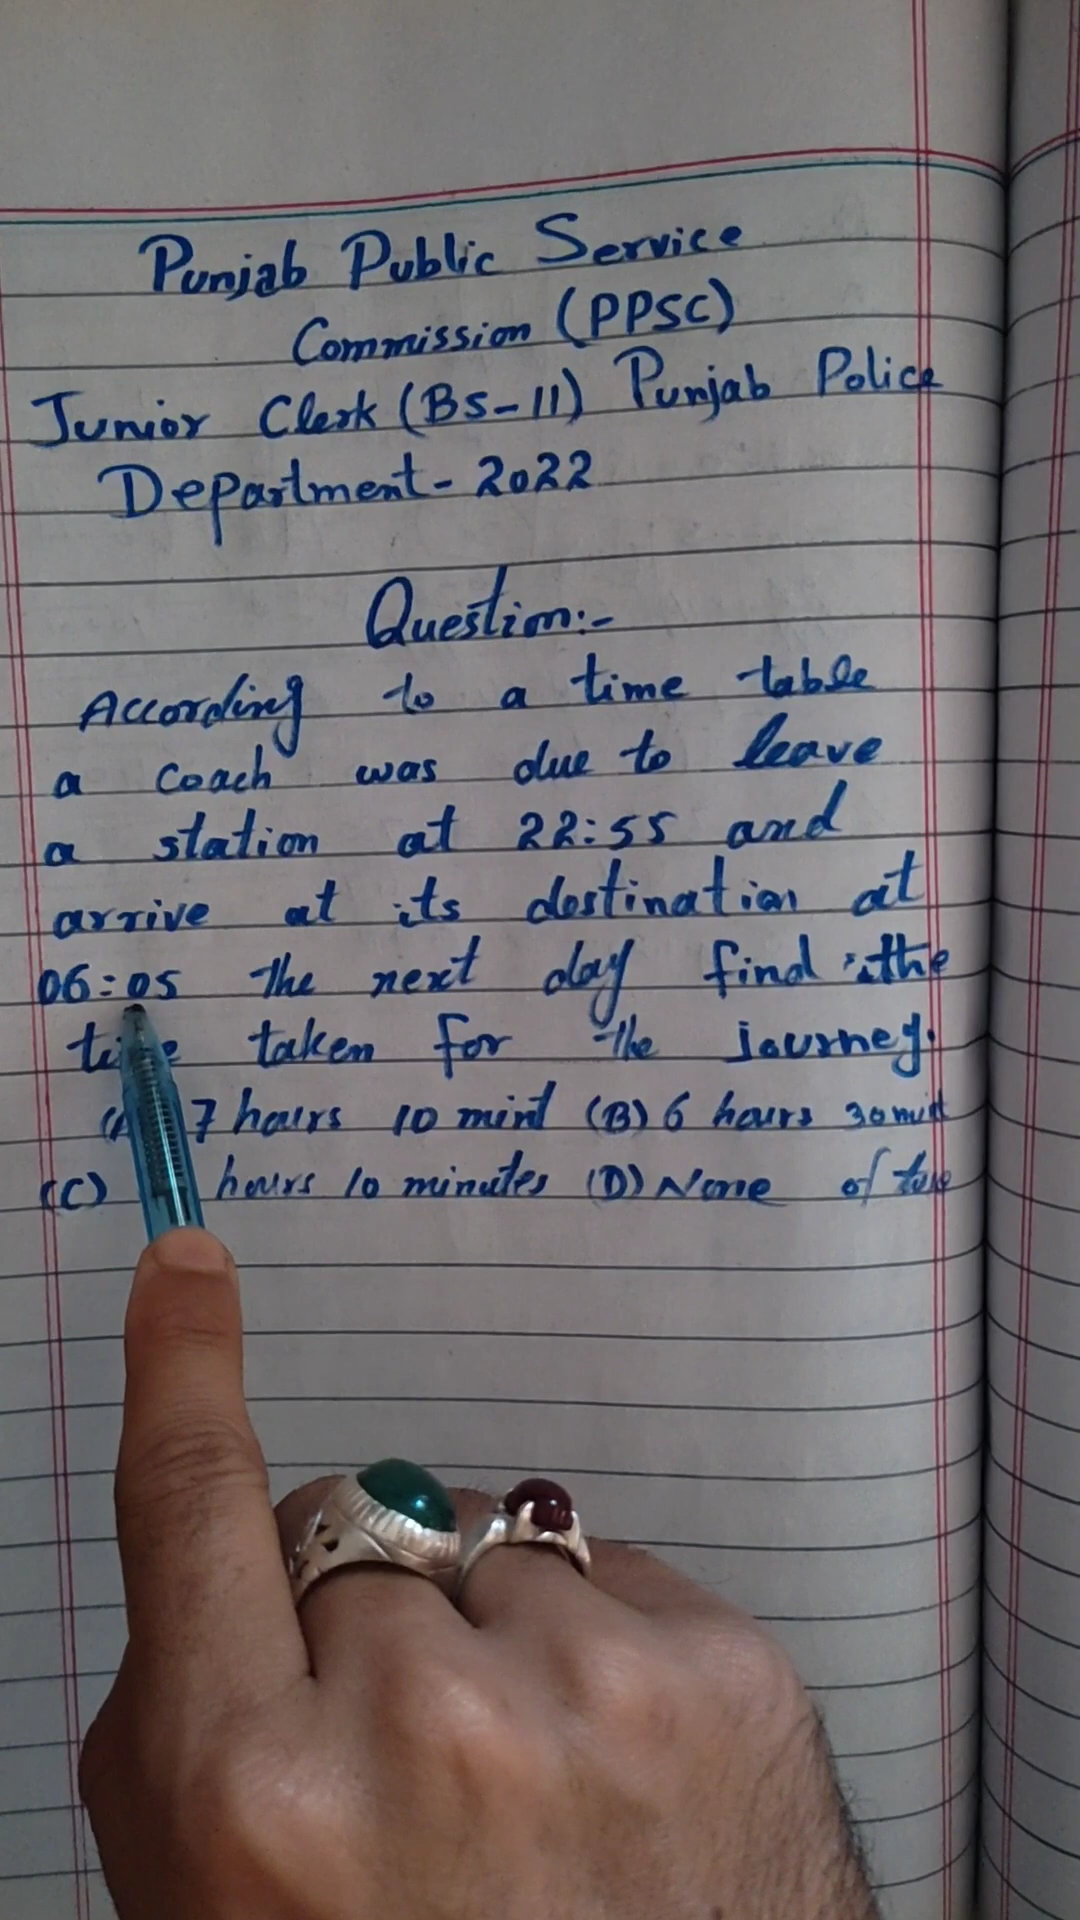 Punjab Public Service
Commission (PPSC)
Junior Clerk (BS-11) Punjab Police
Department - 2022
Question:-
According to a time table
a coach was due to leave
a station at 22:55 and
arrive at its destination at
06:05 the next day find the
taken for the journey.
7 hours 10 mint (B) 6 hours 30 mint
(C) hours 10 minutes (D) None of